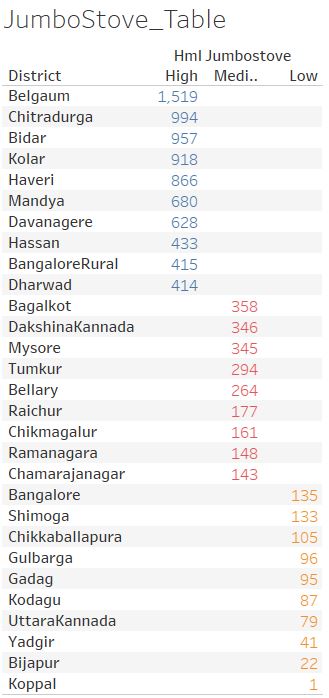 JumboStove_Table
Hml Jumbostove
District High Medi.. Low
Belgaum 1,519
Chitradurga 994
Bidar 957
Kolar 918
Haveri 866
Mandya 680
Davanagere 628
Hassan 433
BangaloreRural 415
Dharwad 414
Bagalkot 358
DakshinaKannada 346
Mysore 345
Tumkur 294
Bellary 264
Raichur 177
Chikmagalur 161
Ramanagara 148
Chamarajanagar 143
Bangalore 135
Shimoga 133
Chikkaballapura 105
Gulbarga 96
Gadag 95
Kodagu 87
UttaraKannada 79
Yadgir 41
Bijapur 22
Koppal 1